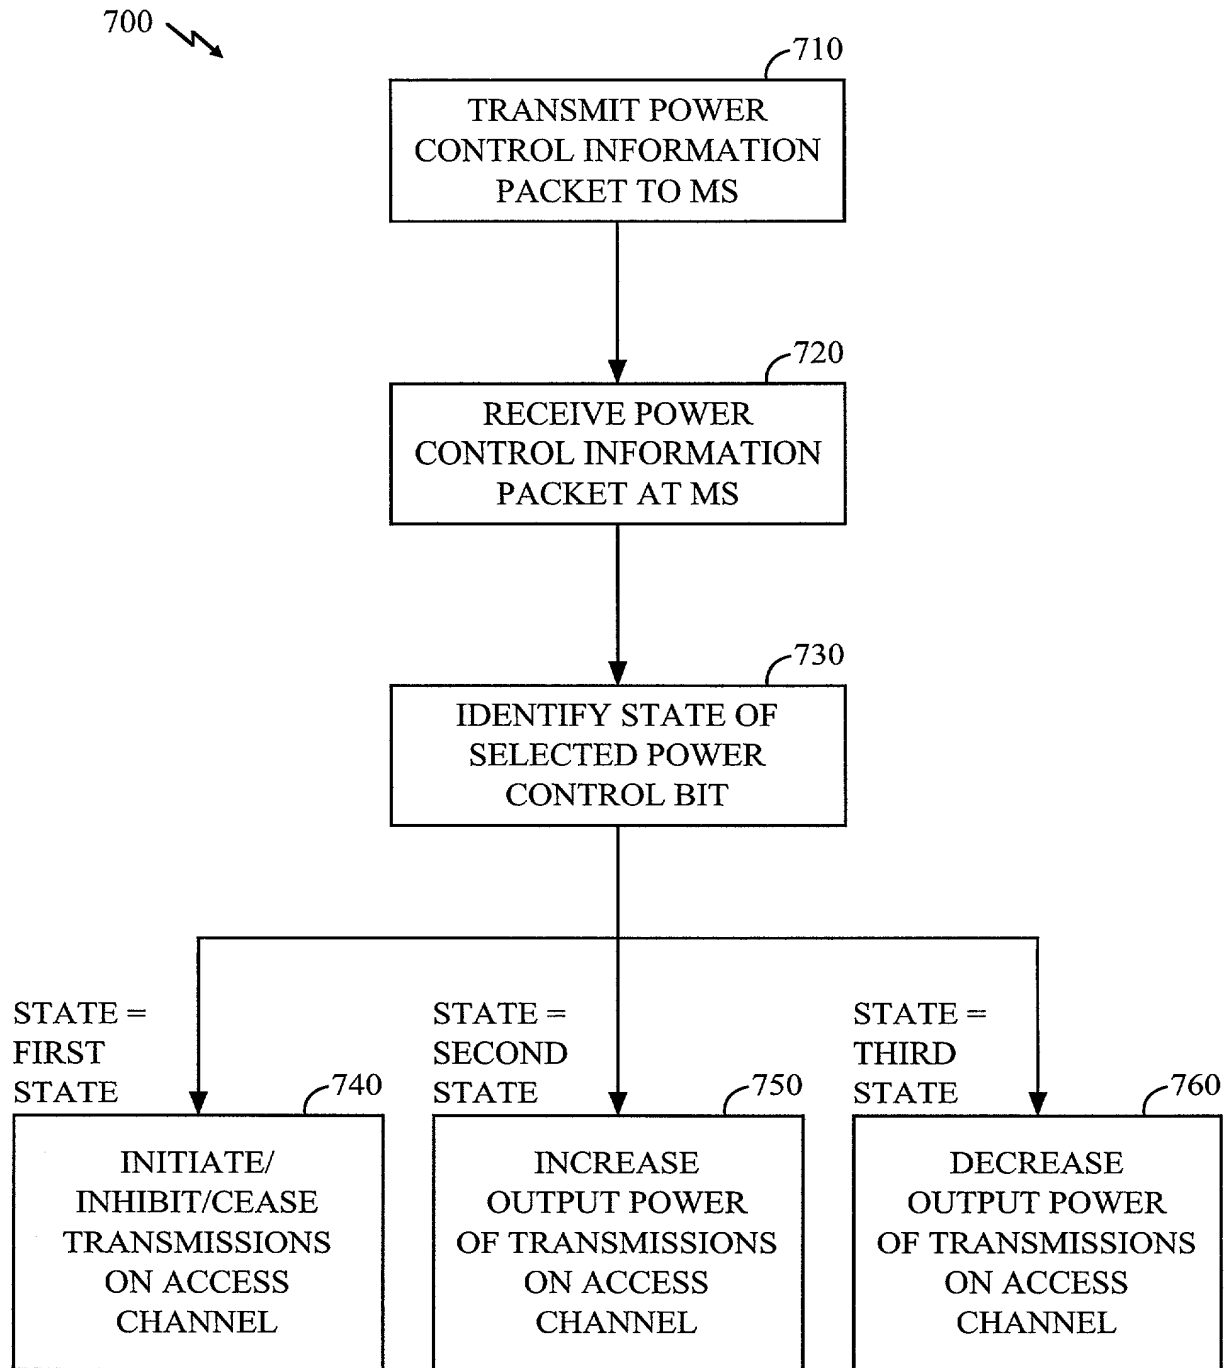 700
710
TRANSMIT POWER
CONTROL INFORMATION
PACKET TO MS
720
RECEIVE POWER
CONTROL INFORMATION
PACKET AT MS
730
IDENTIFY STATE OF
SELECTED POWER
CONTROL BIT
STATE =
FIRST
STATE
740
INITIATE/
INHIBIT/CEASE
TRANSMISSIONS
ON ACCESS
CHANNEL
STATE =
SECOND
STATE
750
INCREASE
OUTPUT POWER
OF TRANSMISSIONS
ON ACCESS
CHANNEL
STATE =
THIRD
STATE
760
DECREASE
OUTPUT POWER
OF TRANSMISSIONS
ON ACCESS
CHANNEL